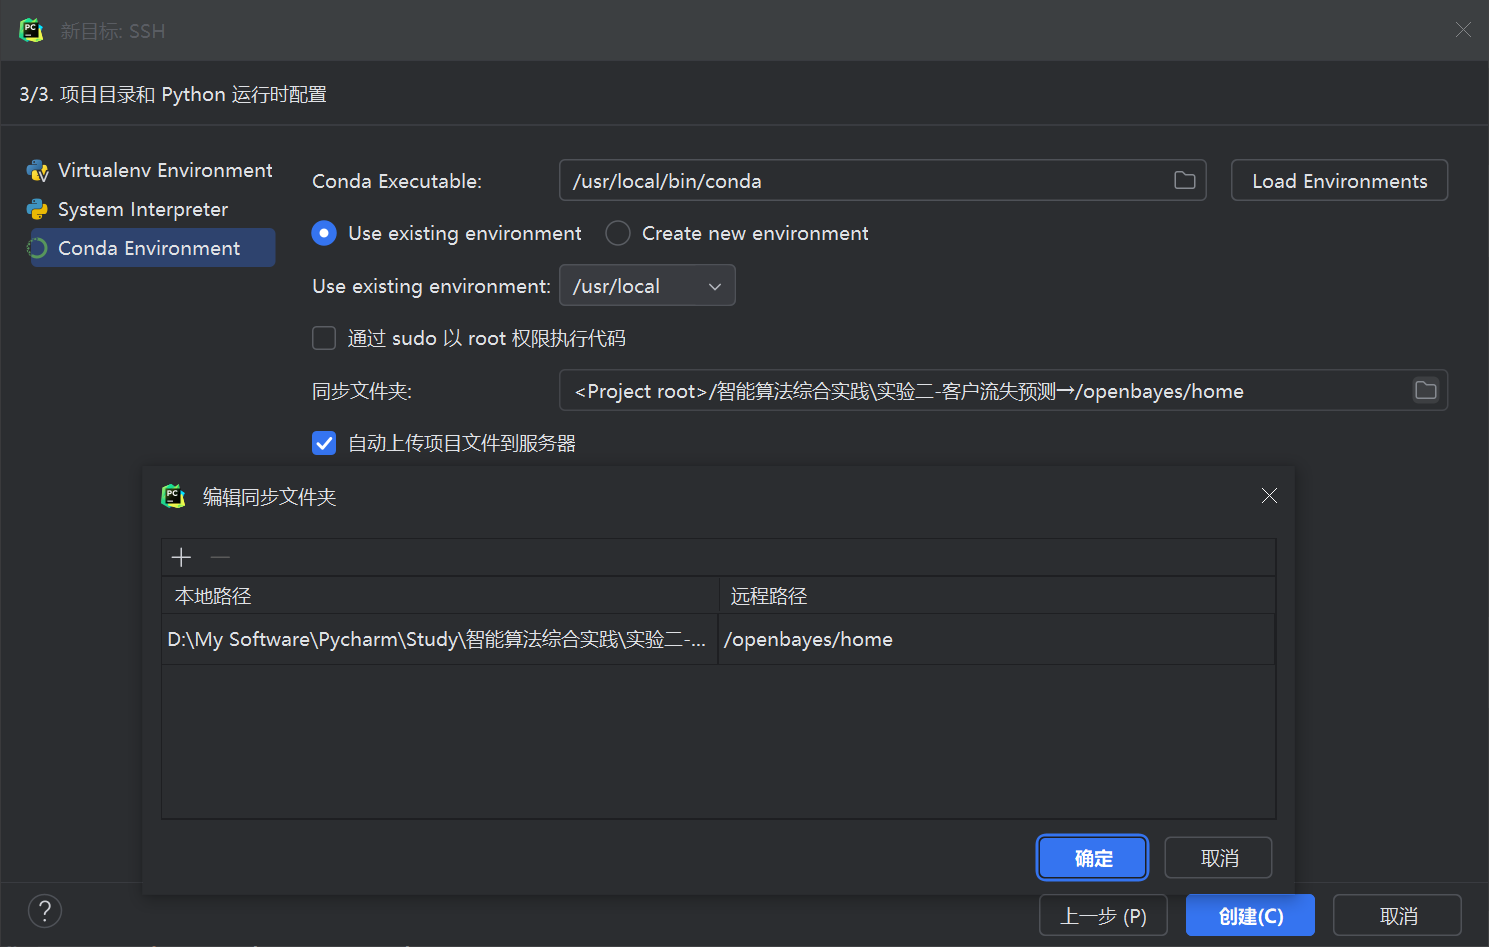 新目标: SSH
3/3. 项目目录和 Python 运行时配置
Virtualenv Environment
System Interpreter
Conda Environment
Conda Executable:
/usr/local/bin/conda
Load Environments
Use existing environment
Create new environment
Use existing environment:
/usr/local
通过 sudo 以 root 权限执行代码
同步文件夹:
<Project root>/智能算法综合实践\实验二-客户流失预测→/openbayes/home
自动上传项目文件到服务器
编辑同步文件夹
本地路径
远程路径
D:\My Software\Pycharm\Study\智能算法综合实践\实验二-...
/openbayes/home
确定
取消
?
上一步 (P)
创建(C)
取消